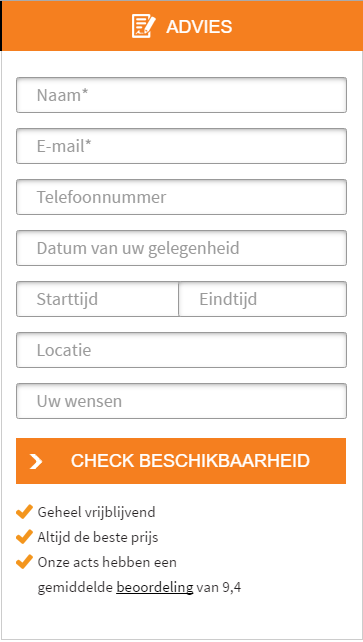 ADVIES
Naam*
E-mail*
Telefoonnummer
Datum van uw gelegenheid
Starttijd Eindtijd
Locatie
Uw wensen
CHECK BESCHIKBAARHEID
Geheel vrijblijvend
Altijd de beste prijs
Onze acts hebben een
gemiddelde beoordeling van 9,4